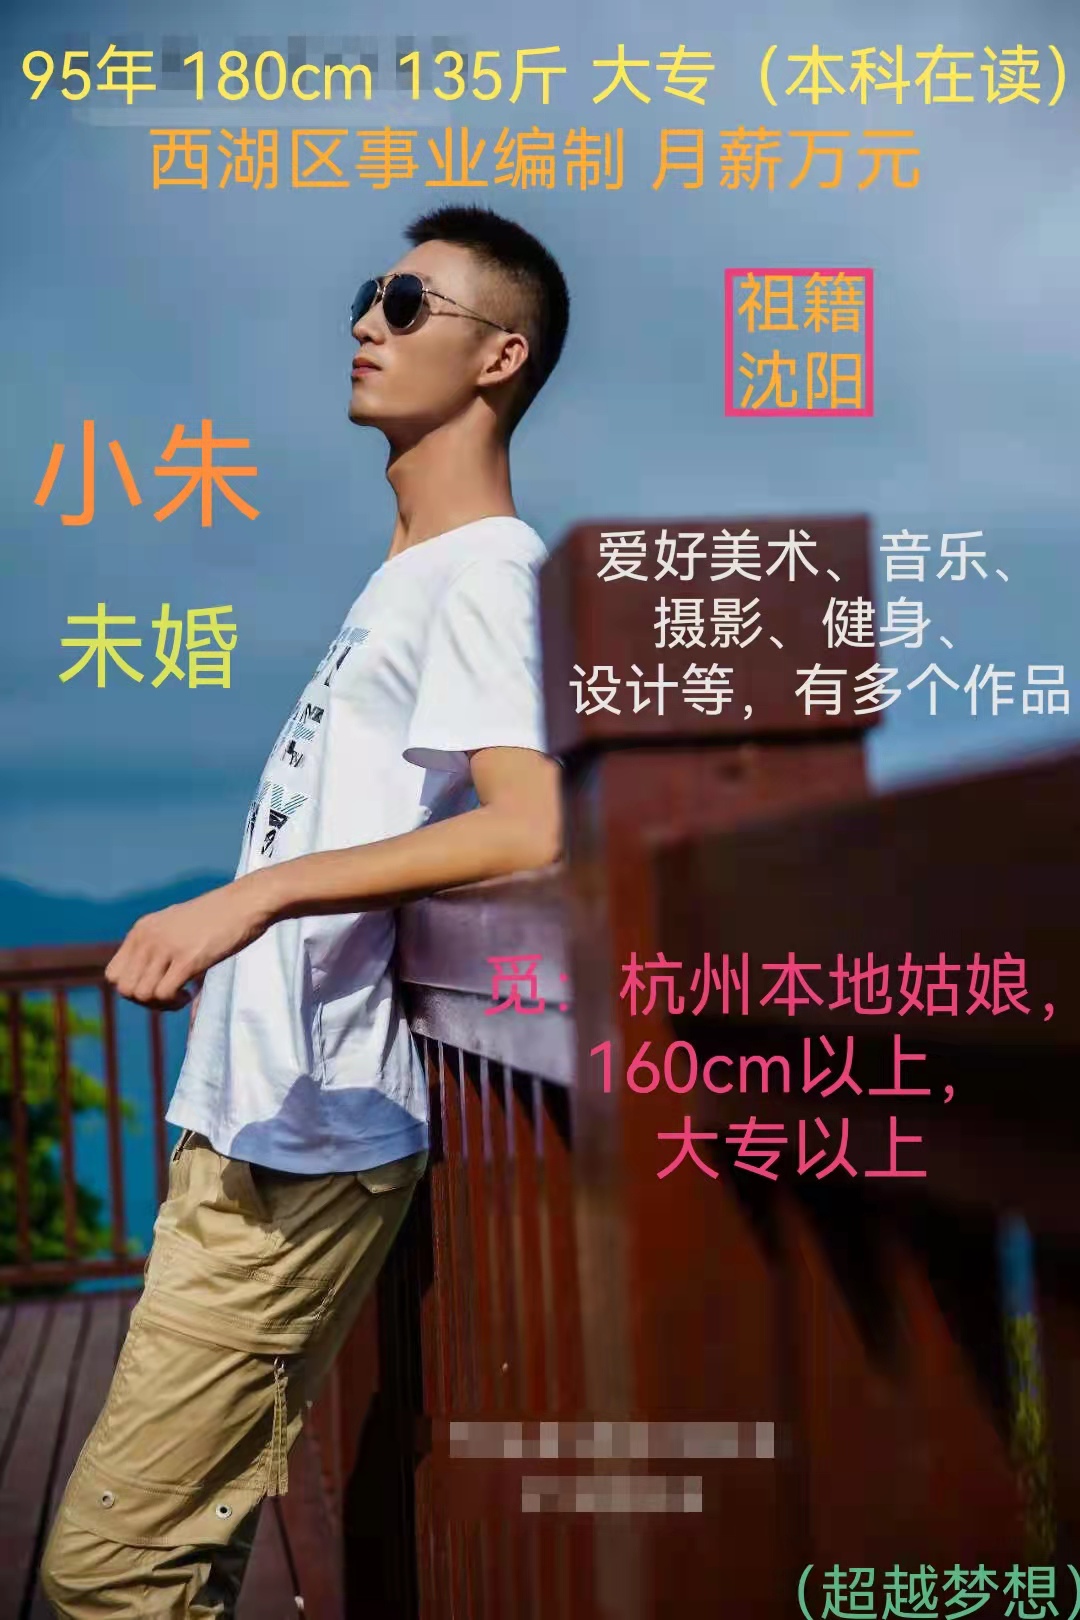 95年 180cm 135斤 大专（本科在读）
西湖区事业编制 月薪万元
祖籍
沈阳
小朱
未婚
爱好美术、音乐、
摄影、健身、
设计等，有多个作品
觅：杭州本地姑娘，
160cm以上，
大专以上
（超越梦想）